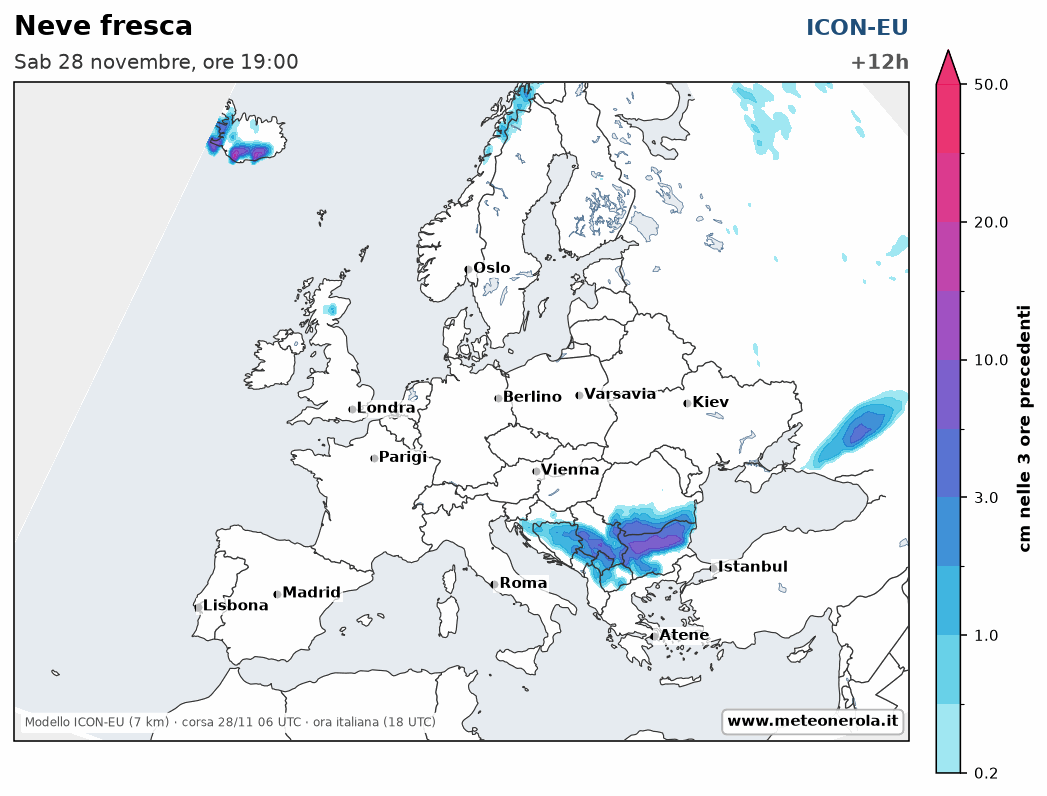 Neve fresca
ICON-EU
Sab 28 novembre, ore 19:00
+12h
50.0
20.0
10.0
3.0
1.0
0.2
cm nelle 3 ore precedenti
Oslo
Berlino
Varsavia
Kiev
Londra
Parigi
Vienna
Istanbul
Roma
Madrid
Lisbona
Atene
Modello ICON-EU (7 km) · corsa 28/11 06 UTC · ora italiana (18 UTC)
www.meteonerola.it